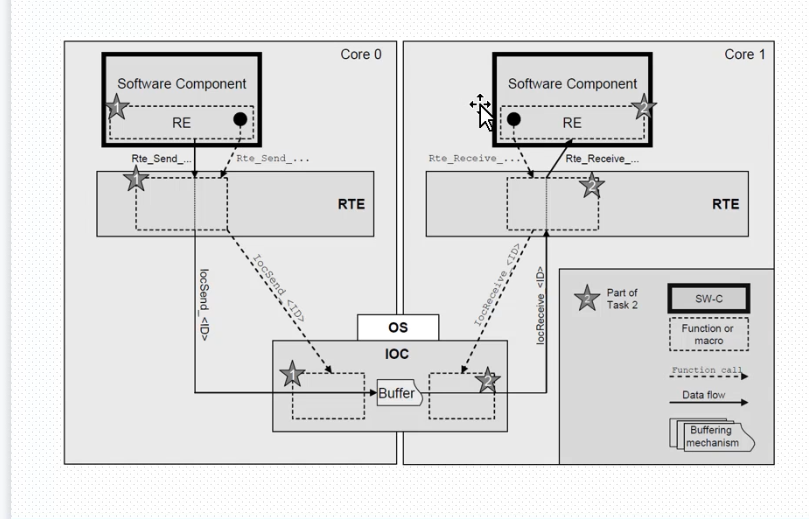 Core 0
Software Component
1
RE
Rte_Send_...
Rte_Send_...
1
RTE
IocSend_<ID>
IocSend_<ID>
Core 1
Software Component
2
RE
Rte_Receive_...
Rte_Receive_...
2
RTE
IocReceive_<ID>
IocReceive_<ID>
OS
IOC
1
Buffer
2
2
Part of
Task 2
SW-C
Function or
macro
Function call
Data flow
Buffering
mechanism